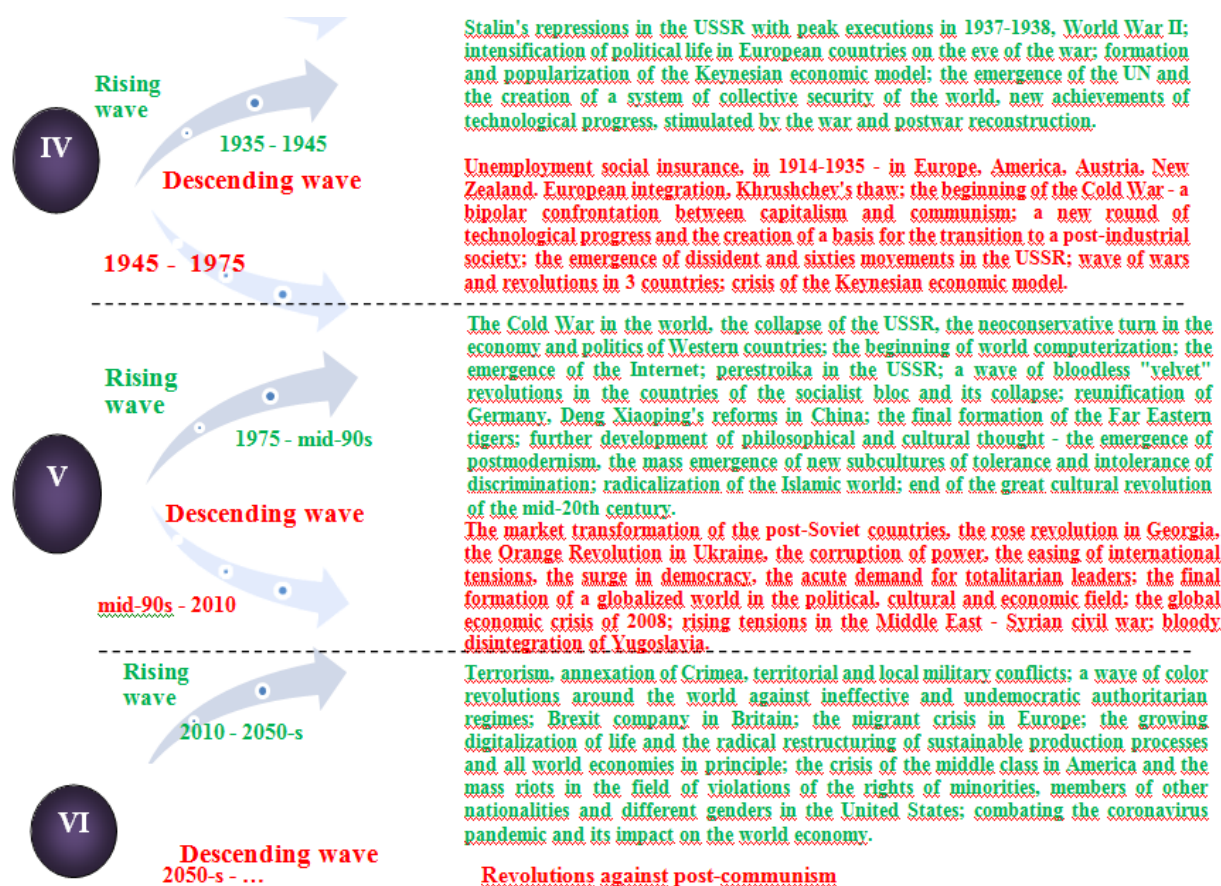 Stalin's repressions in the USSR with peak executions in 1937-1938, World War II;
intensification of political life in European countries on the eve of the war; formation
and popularization of the Keynesian economic model; the emergence of the UN and
the creation of a system of collective security of the world, new achievements of
technological progress, stimulated by the war and postwar reconstruction.
Rising
wave
IV
1935 - 1945
Descending wave
1945 - 1975
Unemployment social insurance, in 1914-1935 - in Europe, America, Austria, New
Zealand. European integration, Khrushchev's thaw; the beginning of the Cold War - a
bipolar confrontation between capitalism and communism; a new round of
technological progress and the creation of a basis for the transition to a post-industrial
society; the emergence of dissident and sixties movements in the USSR; wave of wars
and revolutions in 3 countries; crisis of the Keynesian economic model.
The Cold War in the world, the collapse of the USSR, the neoconservative turn in the
economy and politics of Western countries; the beginning of world computerization; the
emergence of the Internet; perestroika in the USSR; a wave of bloodless "velvet"
revolutions in the countries of the socialist bloc and its collapse; reunification of
Germany, Deng Xiaoping's reforms in China; the final formation of the Far Eastern
tigers; further development of philosophical and cultural thought - the emergence of
postmodernism, the mass emergence of new subcultures of tolerance and intolerance of
discrimination; radicalization of the Islamic world; end of the great cultural revolution
of the mid-20th century.
Rising
wave
1975 - mid-90s
V
Descending wave
mid-90s - 2010
The market transformation of the post-Soviet countries, the rose revolution in Georgia,
the Orange Revolution in Ukraine, the corruption of power, the easing of international
tensions, the surge in democracy, the acute demand for totalitarian leaders; the final
formation of a globalized world in the political, cultural and economic field; the global
economic crisis of 2008; rising tensions in the Middle East - Syrian civil war; bloody
disintegration of Yugoslavia.
Rising
wave
2010 - 2050-s
Terrorism, annexation of Crimea, territorial and local military conflicts; a wave of color
revolutions around the world against ineffective and undemocratic authoritarian
regimes; Brexit company in Britain; the migrant crisis in Europe; the growing
digitalization of life and the radical restructuring of sustainable production processes
and all world economies in principle; the crisis of the middle class in America and the
mass riots in the field of violations of the rights of minorities, members of other
nationalities and different genders in the United States; combating the coronavirus
pandemic and its impact on the world economy.
VI
Descending wave
2050-s - ...
Revolutions against post-communism